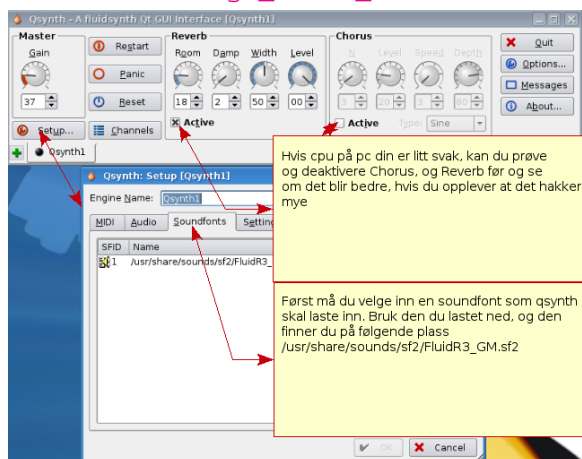 Qsynth - A fluidsynth Qt GUI Interface [Qsynth1]
Master
Reverb
Chorus
Gain
Restart
Room Damp Width Level
N Level Speed Depth
Quit
Options...
Panic
Messages
37
Reset
18 2 50 00
3 20 3 80
About...
Setup...
Channels
Active
Active Type: Sine
Qsynth1
Hvis cpu på pc din er litt svak, kan du prøve
og deaktivere Chorus, og Reverb før og se
om det blir bedre, hvis du opplever at det hakker
mye
Qsynth: Setup [Qsynth1]
Engine Name: Qsynth1
MIDI Audio Soundfonts
SFID Name
1 /usr/share/sounds/sf2/FluidR3_
Først må du velge inn en soundfont som qsynth
skal laste inn. Bruk den du lastet ned, og den
finner du på følgende plass
/usr/share/sounds/sf2/FluidR3_GM.sf2
OK Cancel